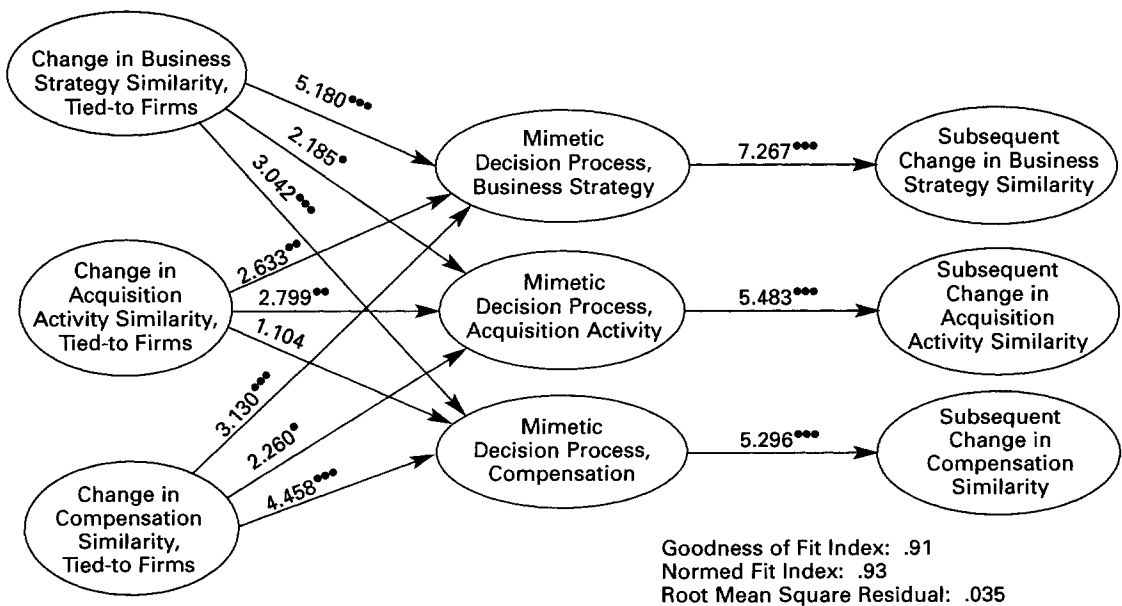 Change in Business
Strategy Similarity,
Tied-to Firms
5.180•••
2.185•
3.042•••
Mimetic
Decision Process,
Business Strategy
7.267•••
Subsequent
Change in Business
Strategy Similarity
Change in
Acquisition
Activity Similarity,
Tied-to Firms
2.633••
2.799••
1.104
Mimetic
Decision Process,
Acquisition Activity
5.483•••
Subsequent
Change in
Acquisition
Activity Similarity
Change in
Compensation
Similarity,
Tied-to Firms
3.130•••
2.260•
4.458•••
Mimetic
Decision Process,
Compensation
5.296•••
Subsequent
Change in
Compensation
Similarity
Goodness of Fit Index: .91
Normed Fit Index: .93
Root Mean Square Residual: .035